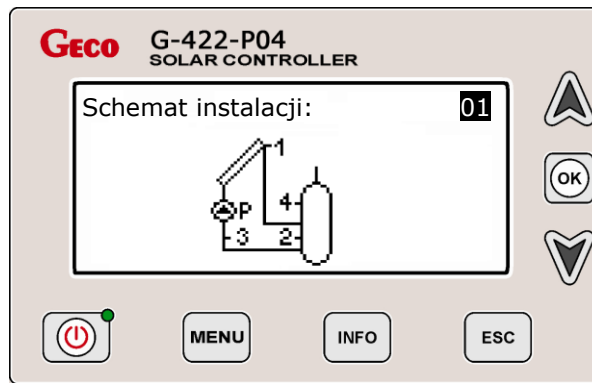 GECO G-422-P04
SOLAR CONTROLLER
Schemat instalacji: 01
1
4
P
3 2
OK
MENU INFO ESC